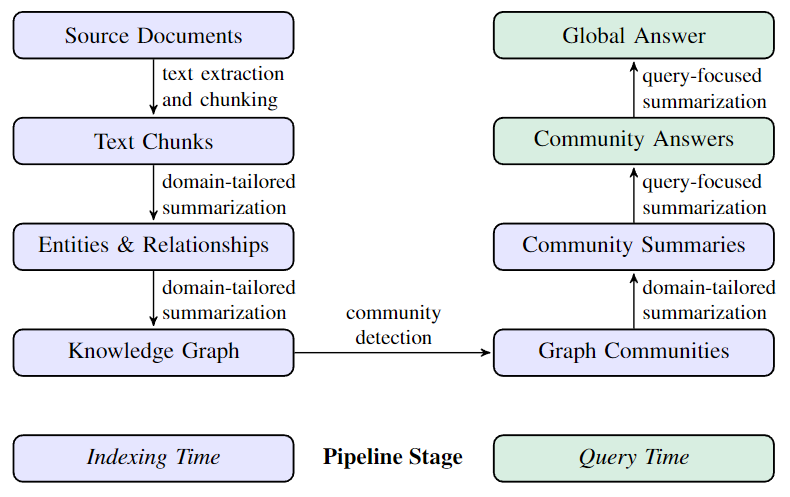 Source Documents
text extraction
and chunking
Text Chunks
domain-tailored
summarization
Entities & Relationships
domain-tailored
summarization
Knowledge Graph
community
detection
Global Answer
query-focused
summarization
Community Answers
query-focused
summarization
Community Summaries
domain-tailored
summarization
Graph Communities
Indexing Time
Pipeline Stage
Query Time